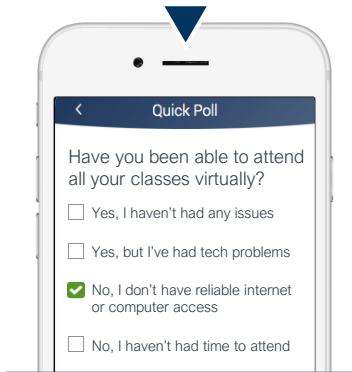 Quick Poll
Have you been able to attend
all your classes virtually?
Yes, I haven't had any issues
Yes, but I've had tech problems
No, I don't have reliable internet
or computer access
No, I haven't had time to attend